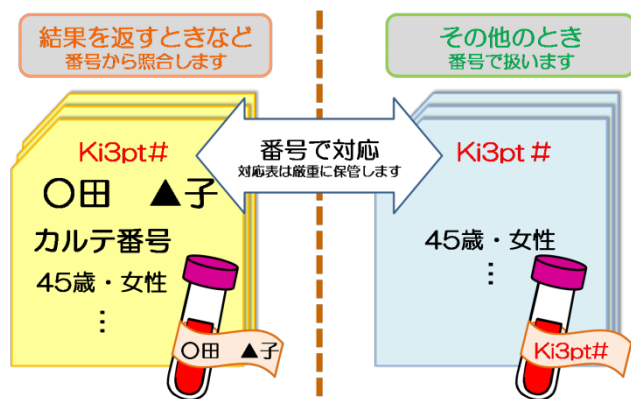 結果を返すときなど
番号から照合します
その他のとき
番号で扱います
Ki3pt#
〇田　▲子
カルテ番号
45歳・女性
⋮
〇田　▲子
番号で対応
対応表は厳重に保管します
Ki3pt#
45歳・女性
⋮
Ki3pt#